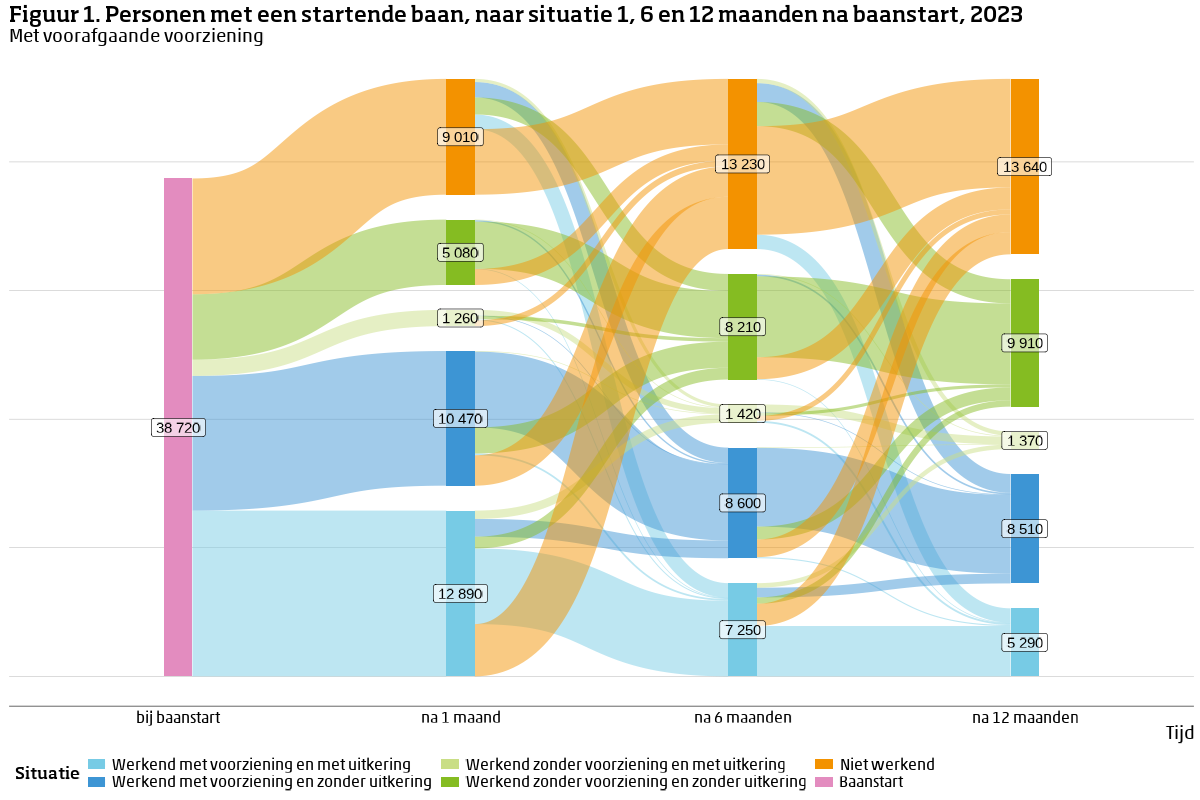 Figuur 1. Personen met een startende baan, naar situatie 1, 6 en 12 maanden na baanstart, 2023
Met voorafgaande voorziening
9 010
13 230
13 640
5 080
1 260
8 210
9 910
38 720
10 470
1 420
1 370
8 600
8 510
12 890
7 250
5 290
bij baanstart
na 1 maand
na 6 maanden
na 12 maanden
Tijd
Situatie
Werkend met voorziening en met uitkering
Werkend zonder voorziening en met uitkering
Niet werkend
Werkend met voorziening en zonder uitkering
Werkend zonder voorziening en zonder uitkering
Baanstart